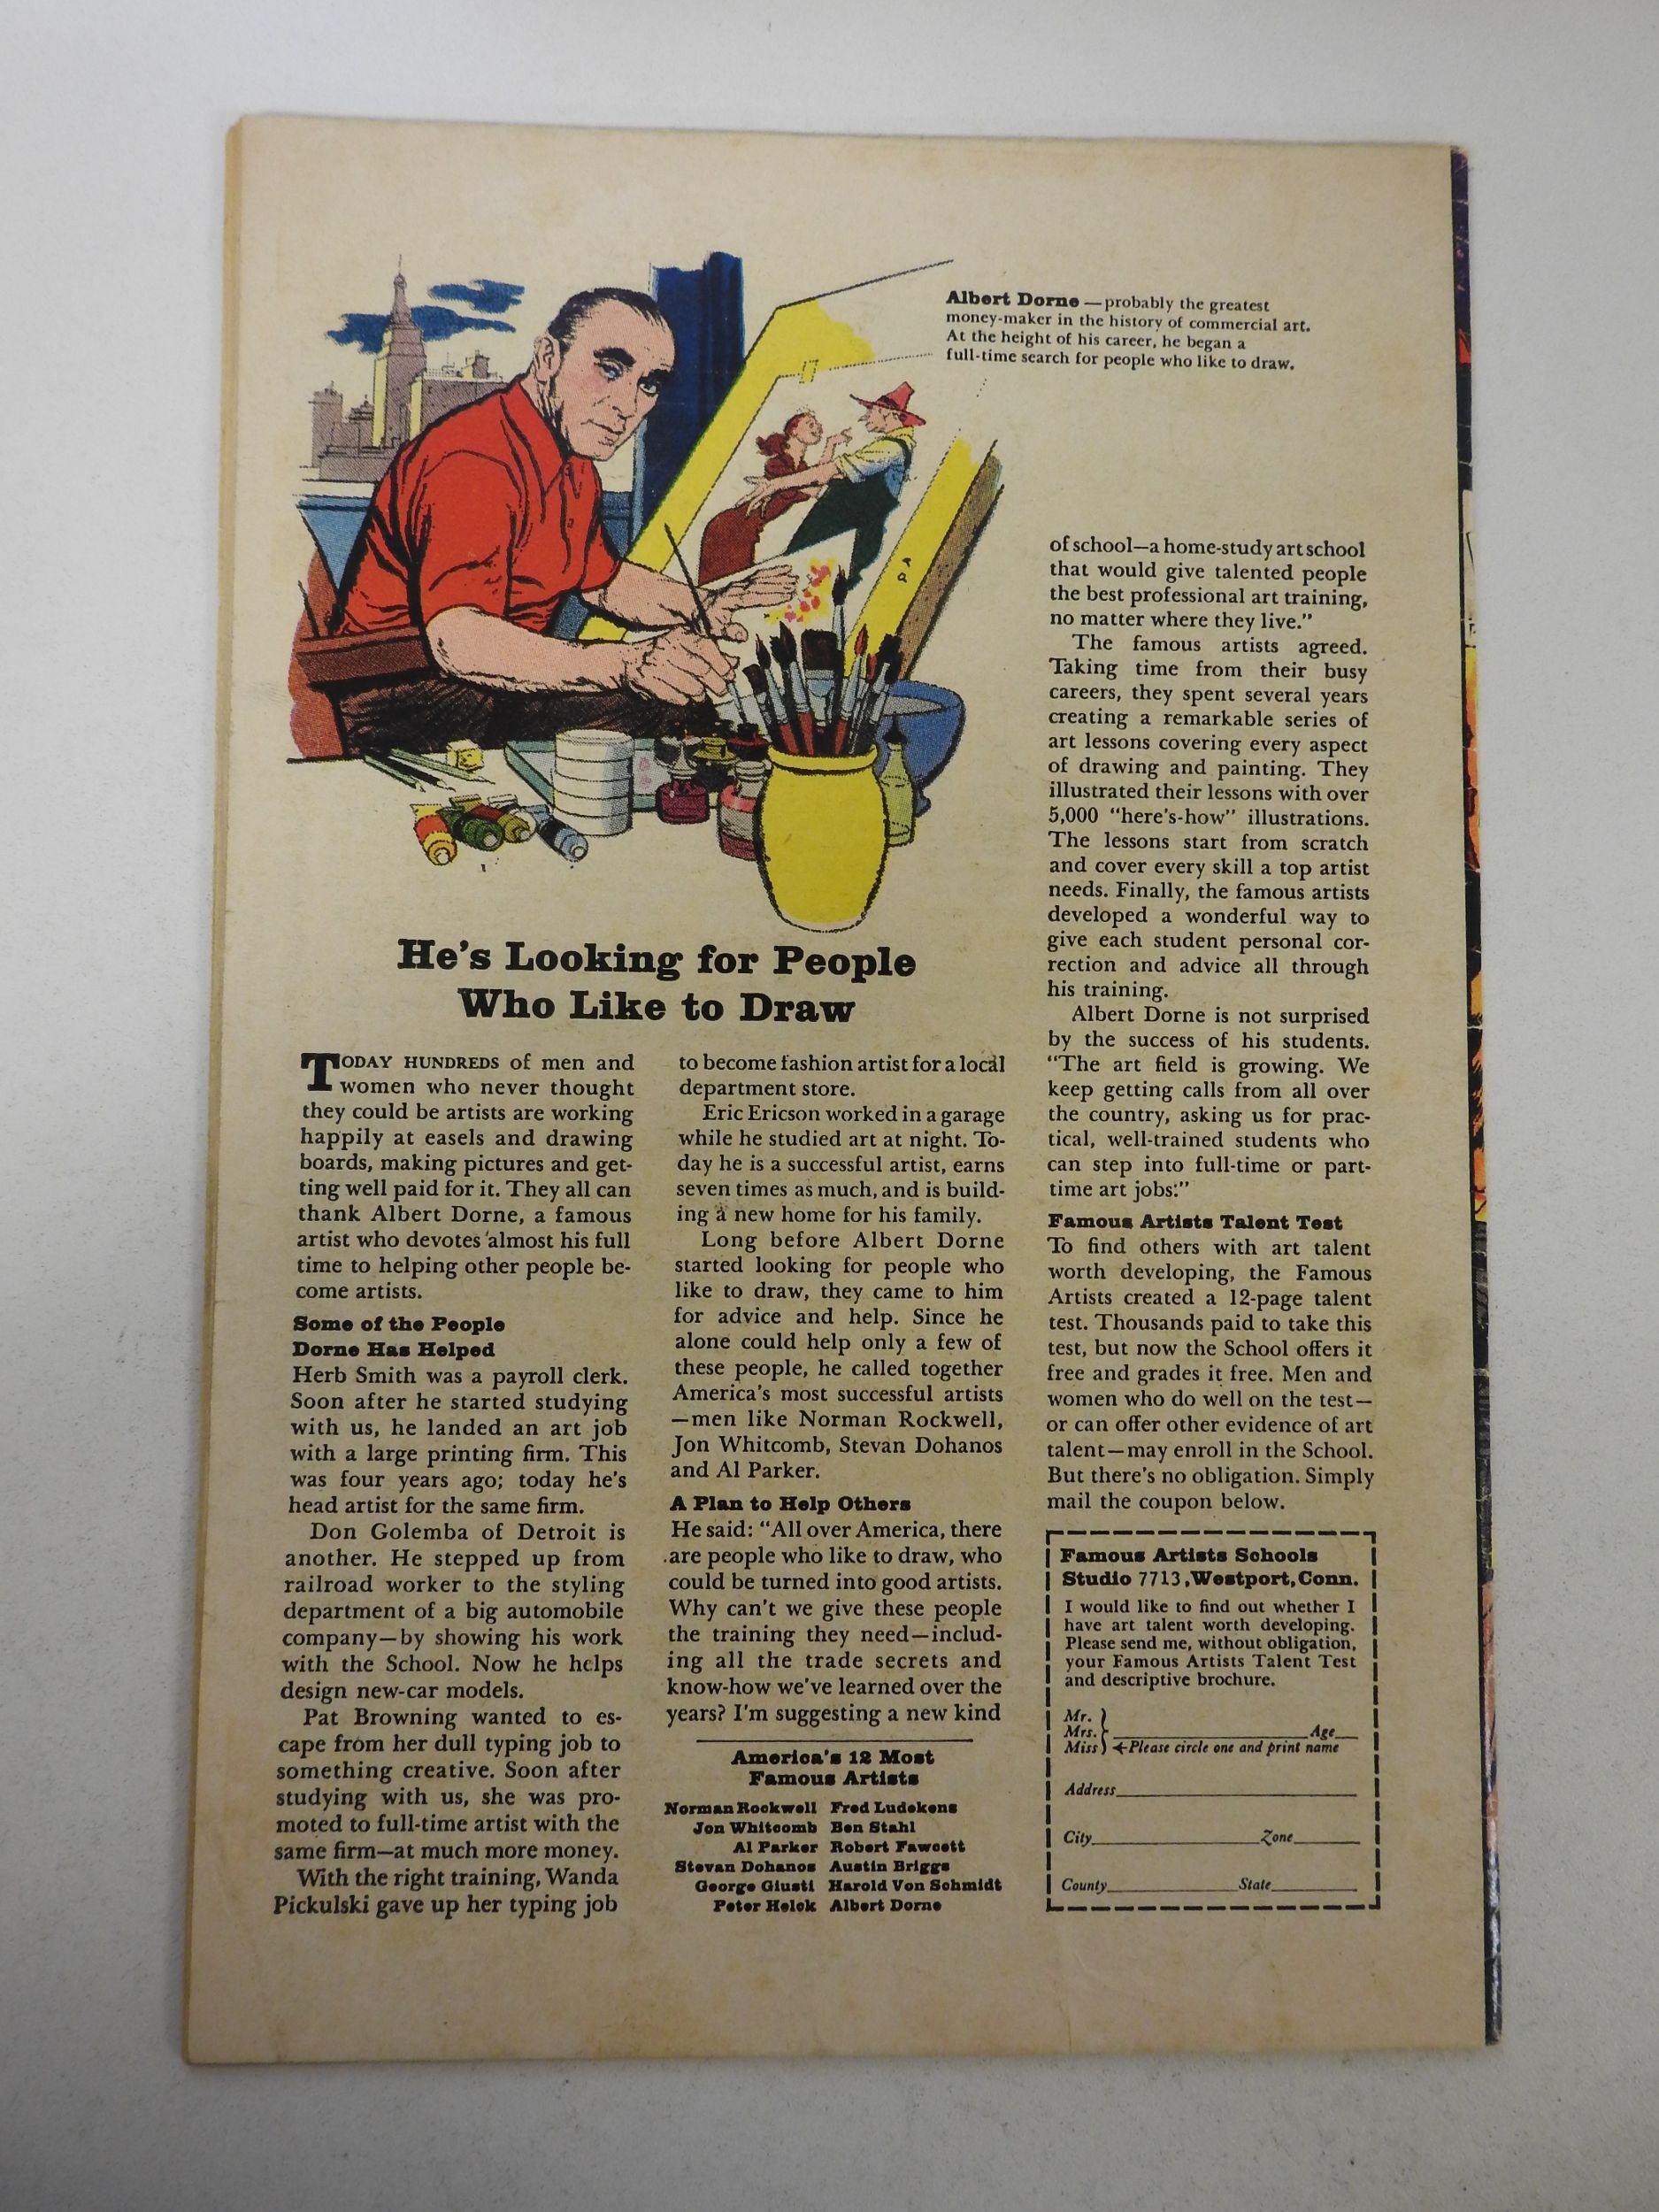 Albert Dorne — probably the greatest
money-maker in the history of commercial art.
At the height of his career, he began a
full-time search for people who like to draw.
He's Looking for People
Who Like to Draw
TODAY HUNDREDS of men and
women who never thought
they could be artists are working
happily at easels and drawing
boards, making pictures and get-
ting well paid for it. They all can
thank Albert Dorne, a famous
artist who devotes almost his full
time to helping other people be-
come artists.
Some of the People
Dorne Has Helped
Herb Smith was a payroll clerk.
Soon after he started studying
with us, he landed an art job
with a large printing firm. This
was four years ago; today he's
head artist for the same firm.
Don Golemba of Detroit is
another. He stepped up from
railroad worker to the styling
department of a big automobile
company—by showing his work
with the School. Now he helps
design new-car models.
Pat Browning wanted to es-
cape from her dull typing job to
something creative. Soon after
studying with us, she was pro-
moted to full-time artist with the
same firm—at much more money.
With the right training, Wanda
Pickulski gave up her typing job
to become fashion artist for a local
department store.
Eric Ericson worked in a garage
while he studied art at night. To-
day he is a successful artist, earns
seven times as much, and is build-
ing a new home for his family.
Long before Albert Dorne
started looking for people who
like to draw, they came to him
for advice and help. Since he
alone could help only a few of
these people, he called together
America's most successful artists
—men like Norman Rockwell,
Jon Whitcomb, Stevan Dohanos
and Al Parker.
A Plan to Help Others
He said: “All over America, there
are people who like to draw, who
could be turned into good artists.
Why can't we give these people
the training they need—includ-
ing all the trade secrets and
know-how we've learned over the
years? I'm suggesting a new kind
America's 12 Most
Famous Artists
Norman Rockwell Fred Ludekens
Jon Whitcomb Ben Stahl
Al Parker Robert Fawcett
Stevan Dohanos Austin Briggs
George Giusti Harold Von Schmidt
Peter Helck Albert Dorne
of school—a home-study art school
that would give talented people
the best professional art training,
no matter where they live.”
The famous artists agreed.
Taking time from their busy
careers, they spent several years
creating a remarkable series of
art lessons covering every aspect
of drawing and painting. They
illustrated their lessons with over
5,000 “here's-how” illustrations.
The lessons start from scratch
and cover every skill a top artist
needs. Finally, the famous artists
developed a wonderful way to
give each student personal cor-
rection and advice all through
his training.
Albert Dorne is not surprised
by the success of his students.
“The art field is growing. We
keep getting calls from all over
the country, asking us for prac-
tical, well-trained students who
can step into full-time or part-
time art jobs.”
Famous Artists Talent Test
To find others with art talent
worth developing, the Famous
Artists created a 12-page talent
test. Thousands paid to take this
test, but now the School offers it
free and grades it free. Men and
women who do well on the test—
or can offer other evidence of art
talent—may enroll in the School.
But there's no obligation. Simply
mail the coupon below.
Famous Artists Schools
Studio 7713, Westport, Conn.
I would like to find out whether I
have art talent worth developing.
Please send me, without obligation,
your Famous Artists Talent Test
and descriptive brochure.
Mr.
Mrs. Age
Miss ←Please circle one and print name
Address
City Zone
County State